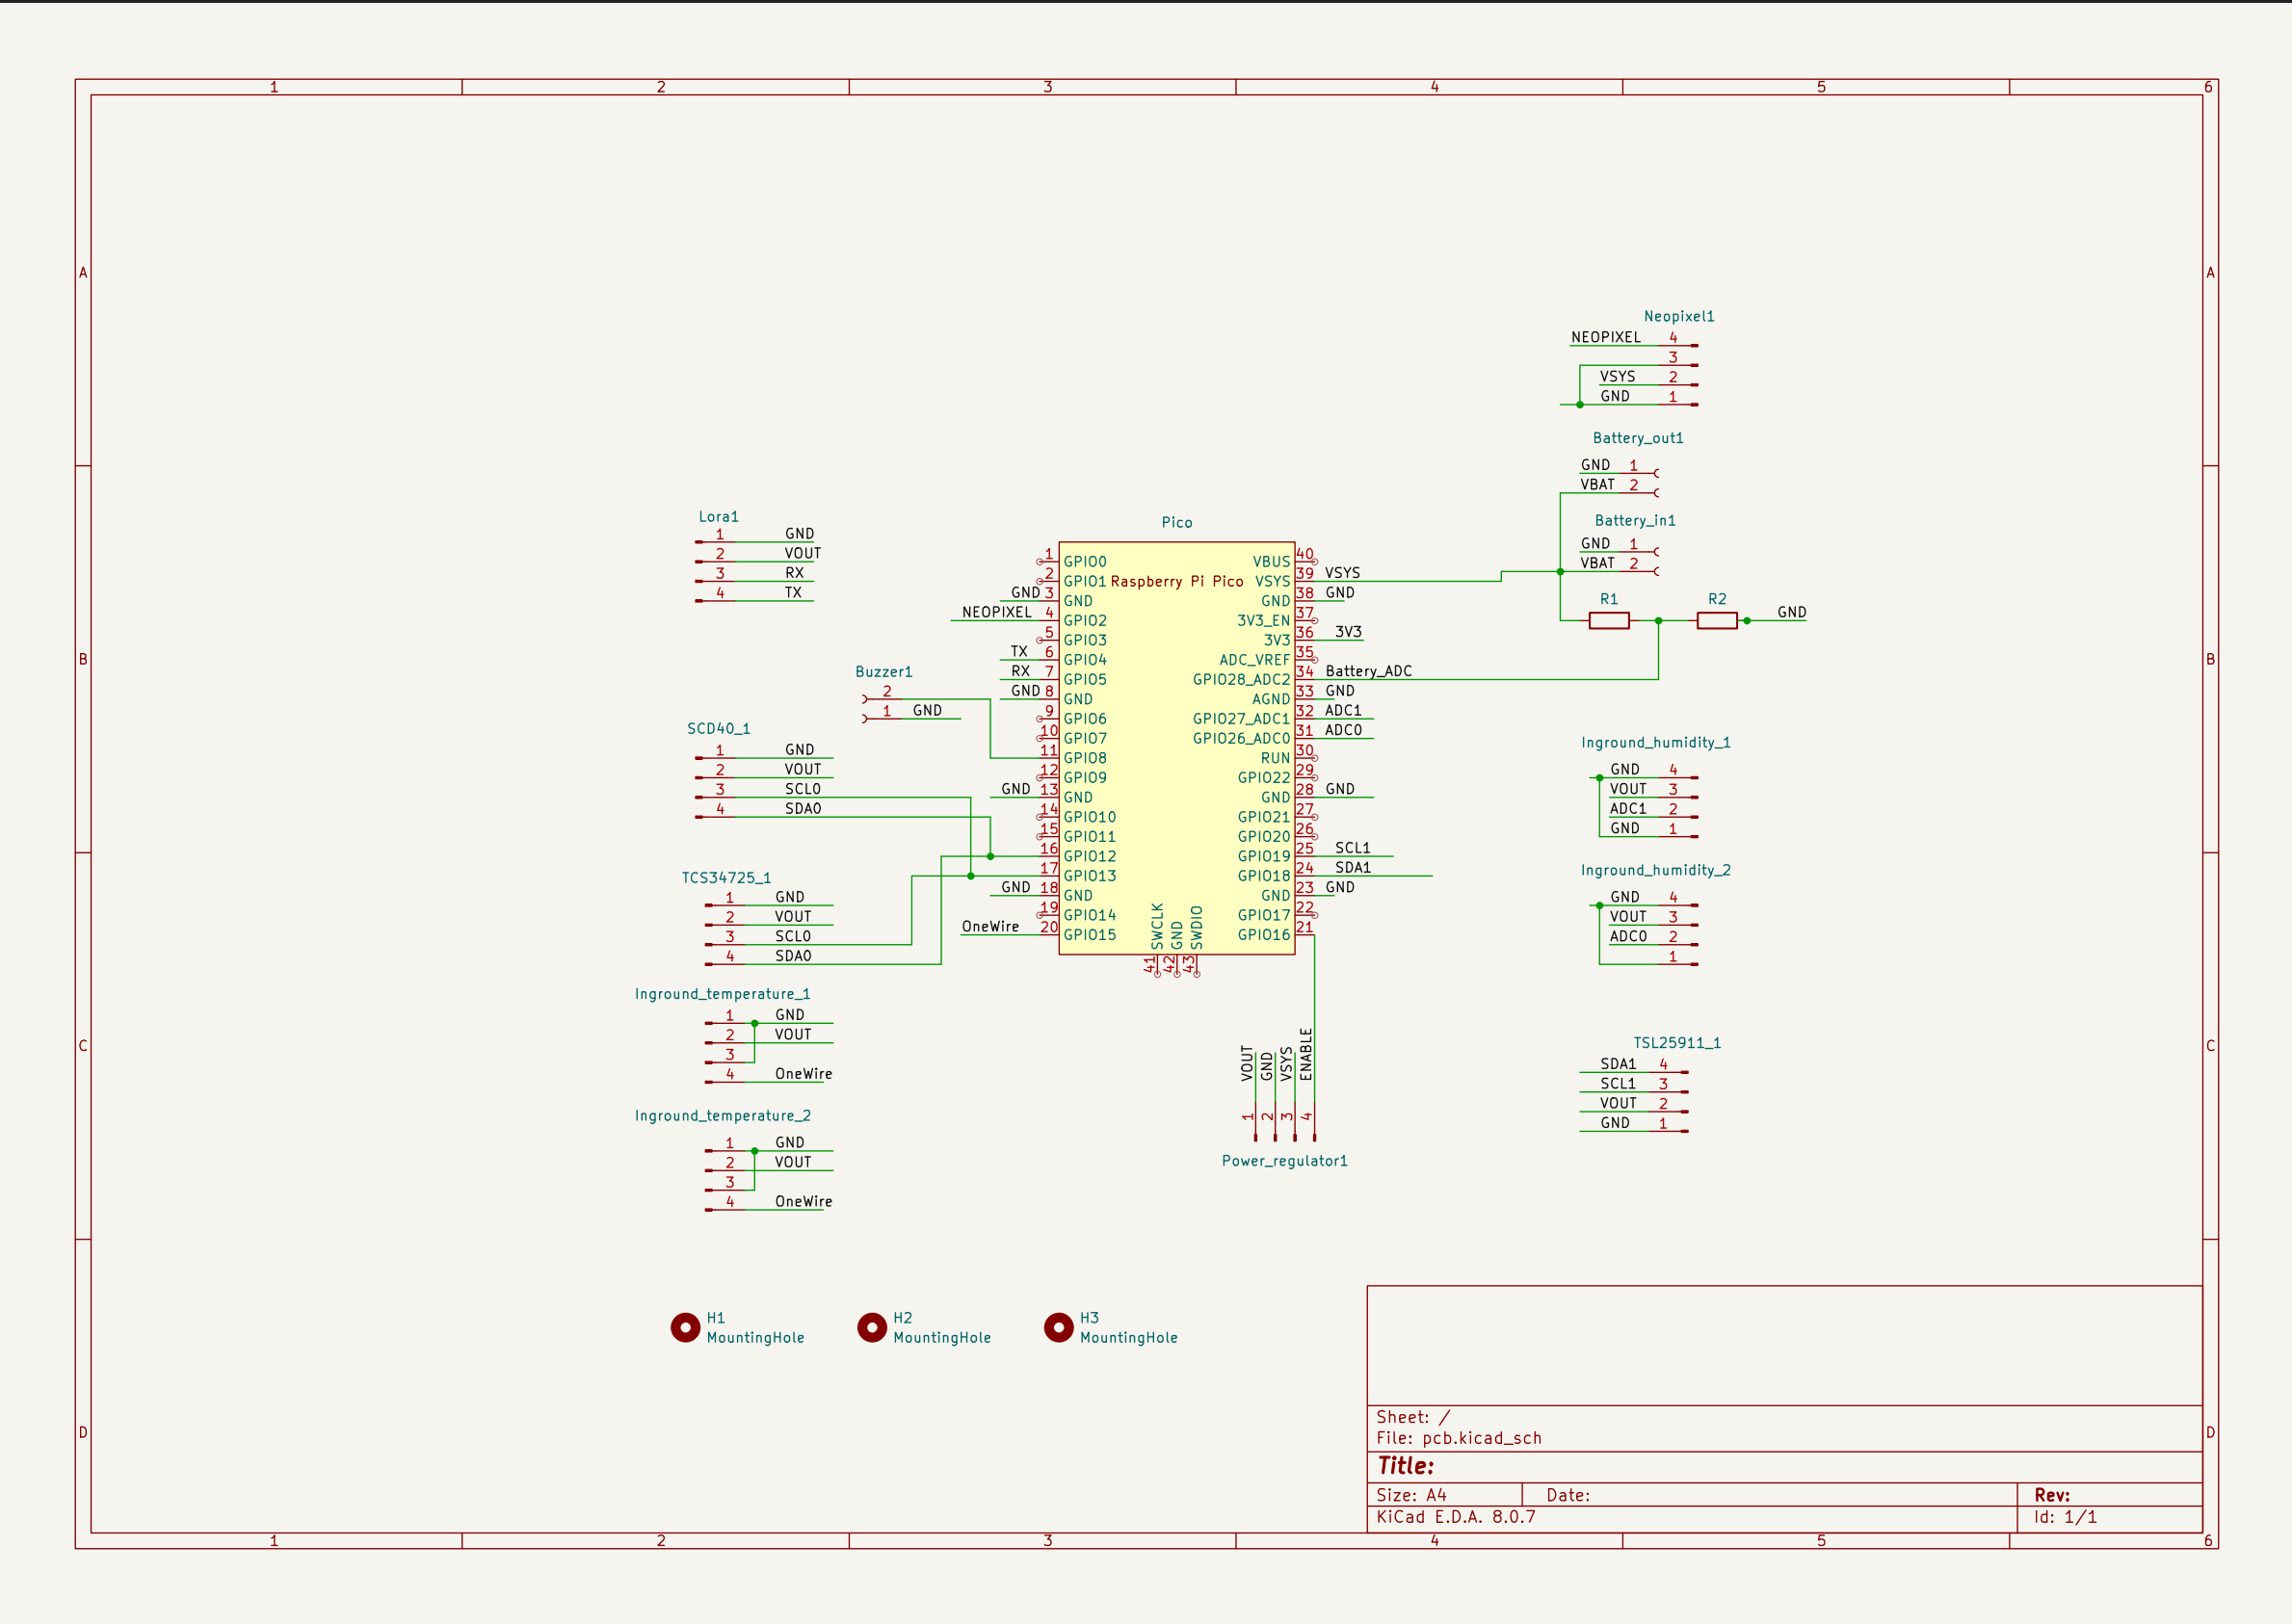 1 2 3 4 5 6
A A
Neopixel1
NEOPIXEL 4
3
VSYS 2
GND 1
Battery_out1
GND 1
VBAT 2
Battery_in1
GND 1
VBAT 2
R1 R2 GND
Lora1
1 GND
2 VOUT
3 RX
4 TX
Pico
Raspberry Pi Pico
1 GPIO0 VBUS 40
2 GPIO1 VSYS 39 VSYS
GND 3 GND GND 38 GND
NEOPIXEL 4 GPIO2 3V3_EN 37
5 GPIO3 3V3 36 3V3
TX 6 GPIO4 ADC_VREF 35
RX 7 GPIO5 GPIO28_ADC2 34 Battery_ADC
GND 8 GND AGND 33 GND
9 GPIO6 GPIO27_ADC1 32 ADC1
10 GPIO7 GPIO26_ADC0 31 ADC0
11 GPIO8 RUN 30
12 GPIO9 GPIO22 29
GND 13 GND GND 28 GND
14 GPIO10 GPIO21 27
15 GPIO11 GPIO20 26
16 GPIO12 GPIO19 25 SCL1
17 GPIO13 GPIO18 24 SDA1
GND 18 GND GND 23 GND
19 GPIO14 GPIO17 22
OneWire 20 GPIO15 GPIO16 21
SWCLK GND SWDIO
41 42 43
B B
Buzzer1
2
1 GND
SCD40_1
1 GND
2 VOUT
3 SCL0
4 SDA0
TCS34725_1
1 GND
2 VOUT
3 SCL0
4 SDA0
Inground_temperature_1
1 GND
2 VOUT
3
4 OneWire
Inground_temperature_2
1 GND
2 VOUT
3
4 OneWire
Inground_humidity_1
GND 4
VOUT 3
ADC1 2
GND 1
Inground_humidity_2
GND 4
VOUT 3
ADC0 2
1
C C
TSL25911_1
SDA1 4
SCL1 3
VOUT 2
GND 1
VOUT GND VSYS ENABLE
1 2 3 4
Power_regulator1
H1
MountingHole
H2
MountingHole
H3
MountingHole
D D
Sheet: /
File: pcb.kicad_sch
Title:
Size: A4 Date: Rev:
KiCad E.D.A. 8.0.7 Id: 1/1
1 2 3 4 5 6